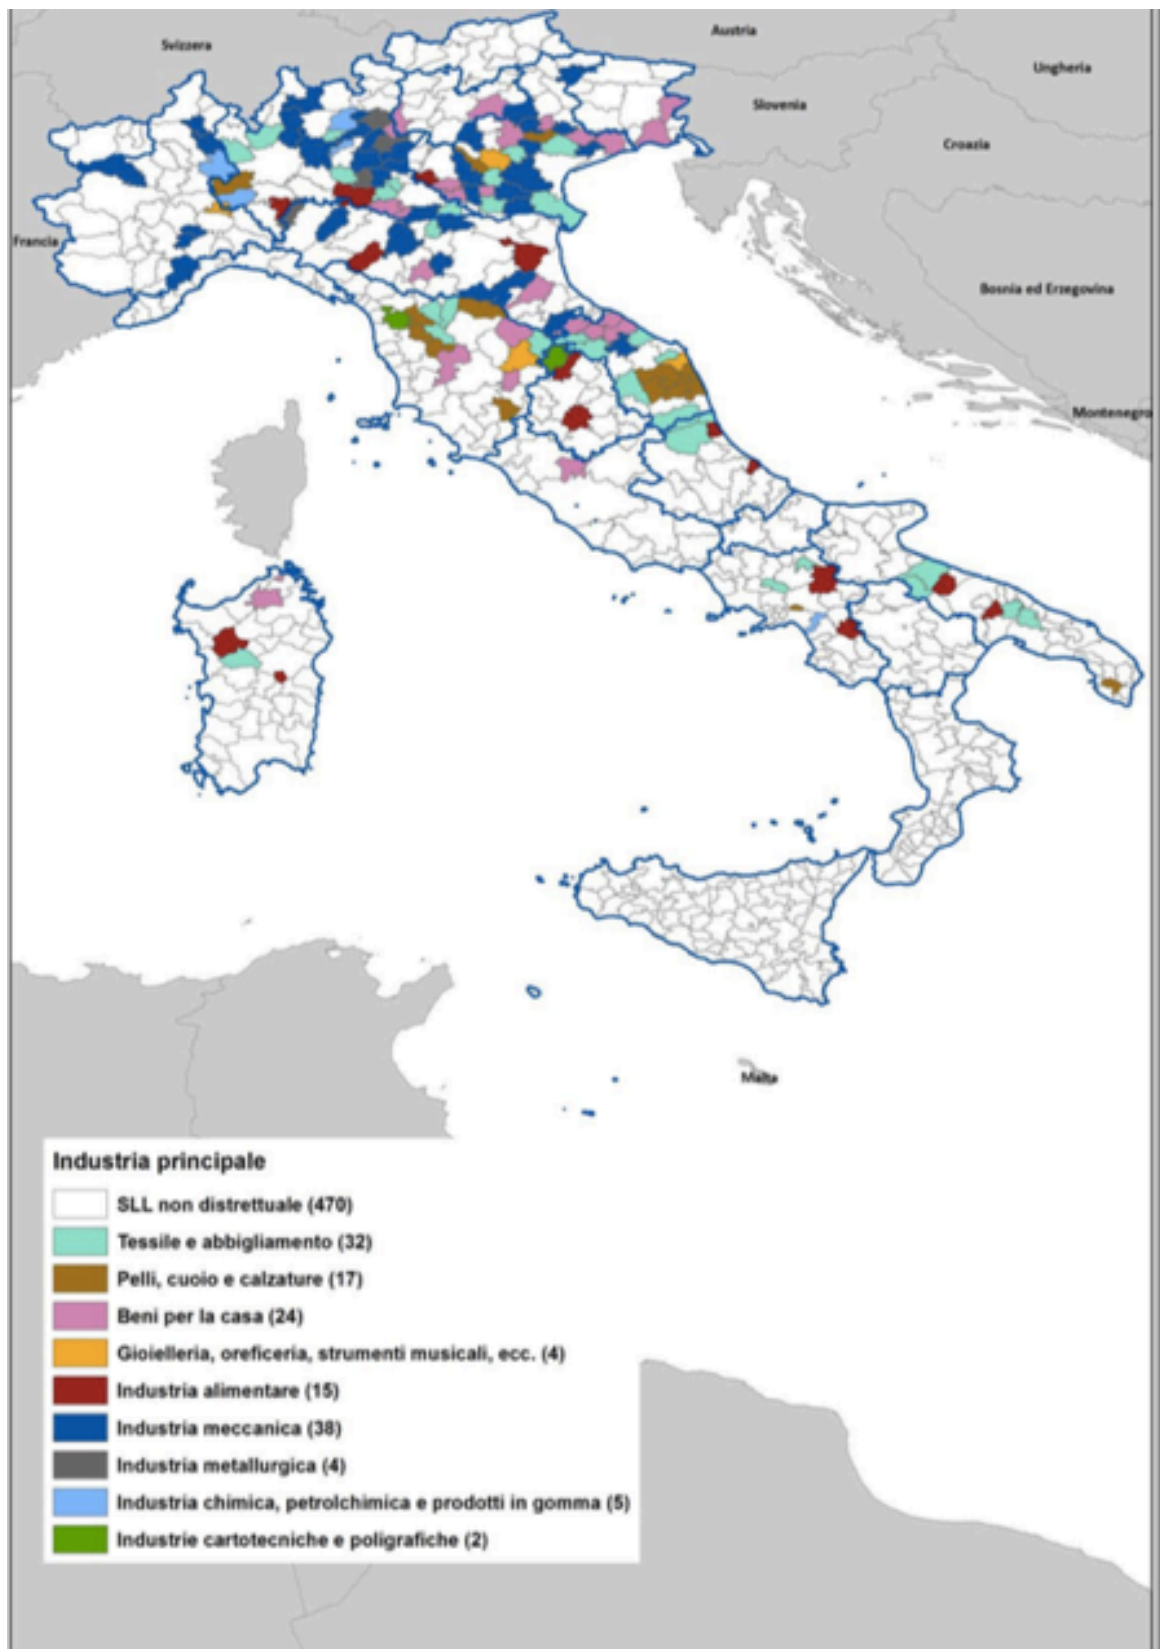 Svizzera
Austria
Ungheria
Slovenia
Croazia
Francia
Bosnia ed Erzegovina
Montenegro
Malta
Industria principale
SLL non distrettuale (470)
Tessile e abbigliamento (32)
Pelli, cuoio e calzature (17)
Beni per la casa (24)
Gioielleria, oreficeria, strumenti musicali, ecc. (4)
Industria alimentare (15)
Industria meccanica (38)
Industria metallurgica (4)
Industria chimica, petrolchimica e prodotti in gomma (5)
Industrie cartotecniche e poligrafiche (2)